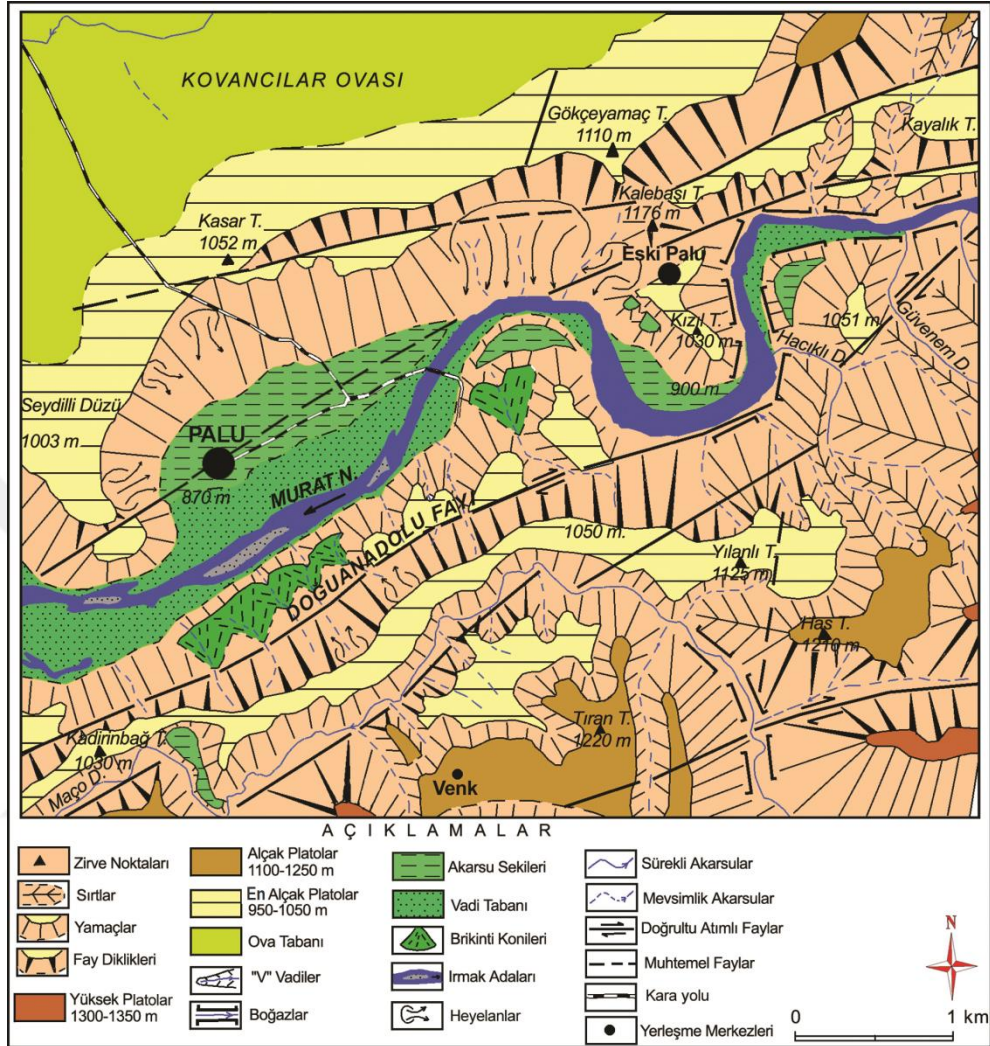 KOVANCILAR OVASI
Gökçeyamaç T.
1110 m
Kayalık T.
Kalebaşı T.
1176 m
Kasar T.
1052 m
Eski Palu
Kızıl T.
1030 m
1051 m
Hacıklı D.
Güvenem D.
900 m
Seydilli Düzü
1003 m
PALU
870 m
MURAT N.
DOĞUANADOLU FAYI
1050 m.
Yılanlı T.
1125 m
Has T.
1210 m
Tıran T.
1220 m
Kadirinbağ T.
1030 m
Maço D.
Venk
AÇIKLAMALAR
Zirve Noktaları
Sırtlar
Yamaçlar
Fay Diklikleri
Yüksek Platolar
1300-1350 m
Alçak Platolar
1100-1250 m
En Alçak Platolar
950-1050 m
Ova Tabanı
"V" Vadiler
Boğazlar
Akarsu Sekileri
Vadi Tabanı
Brikinti Konileri
Irmak Adaları
Heyelanlar
Sürekli Akarsular
Mevsimlik Akarsular
Doğrultu Atımlı Faylar
Muhtemel Faylar
Kara yolu
Yerleşme Merkezleri
N
0 1 km